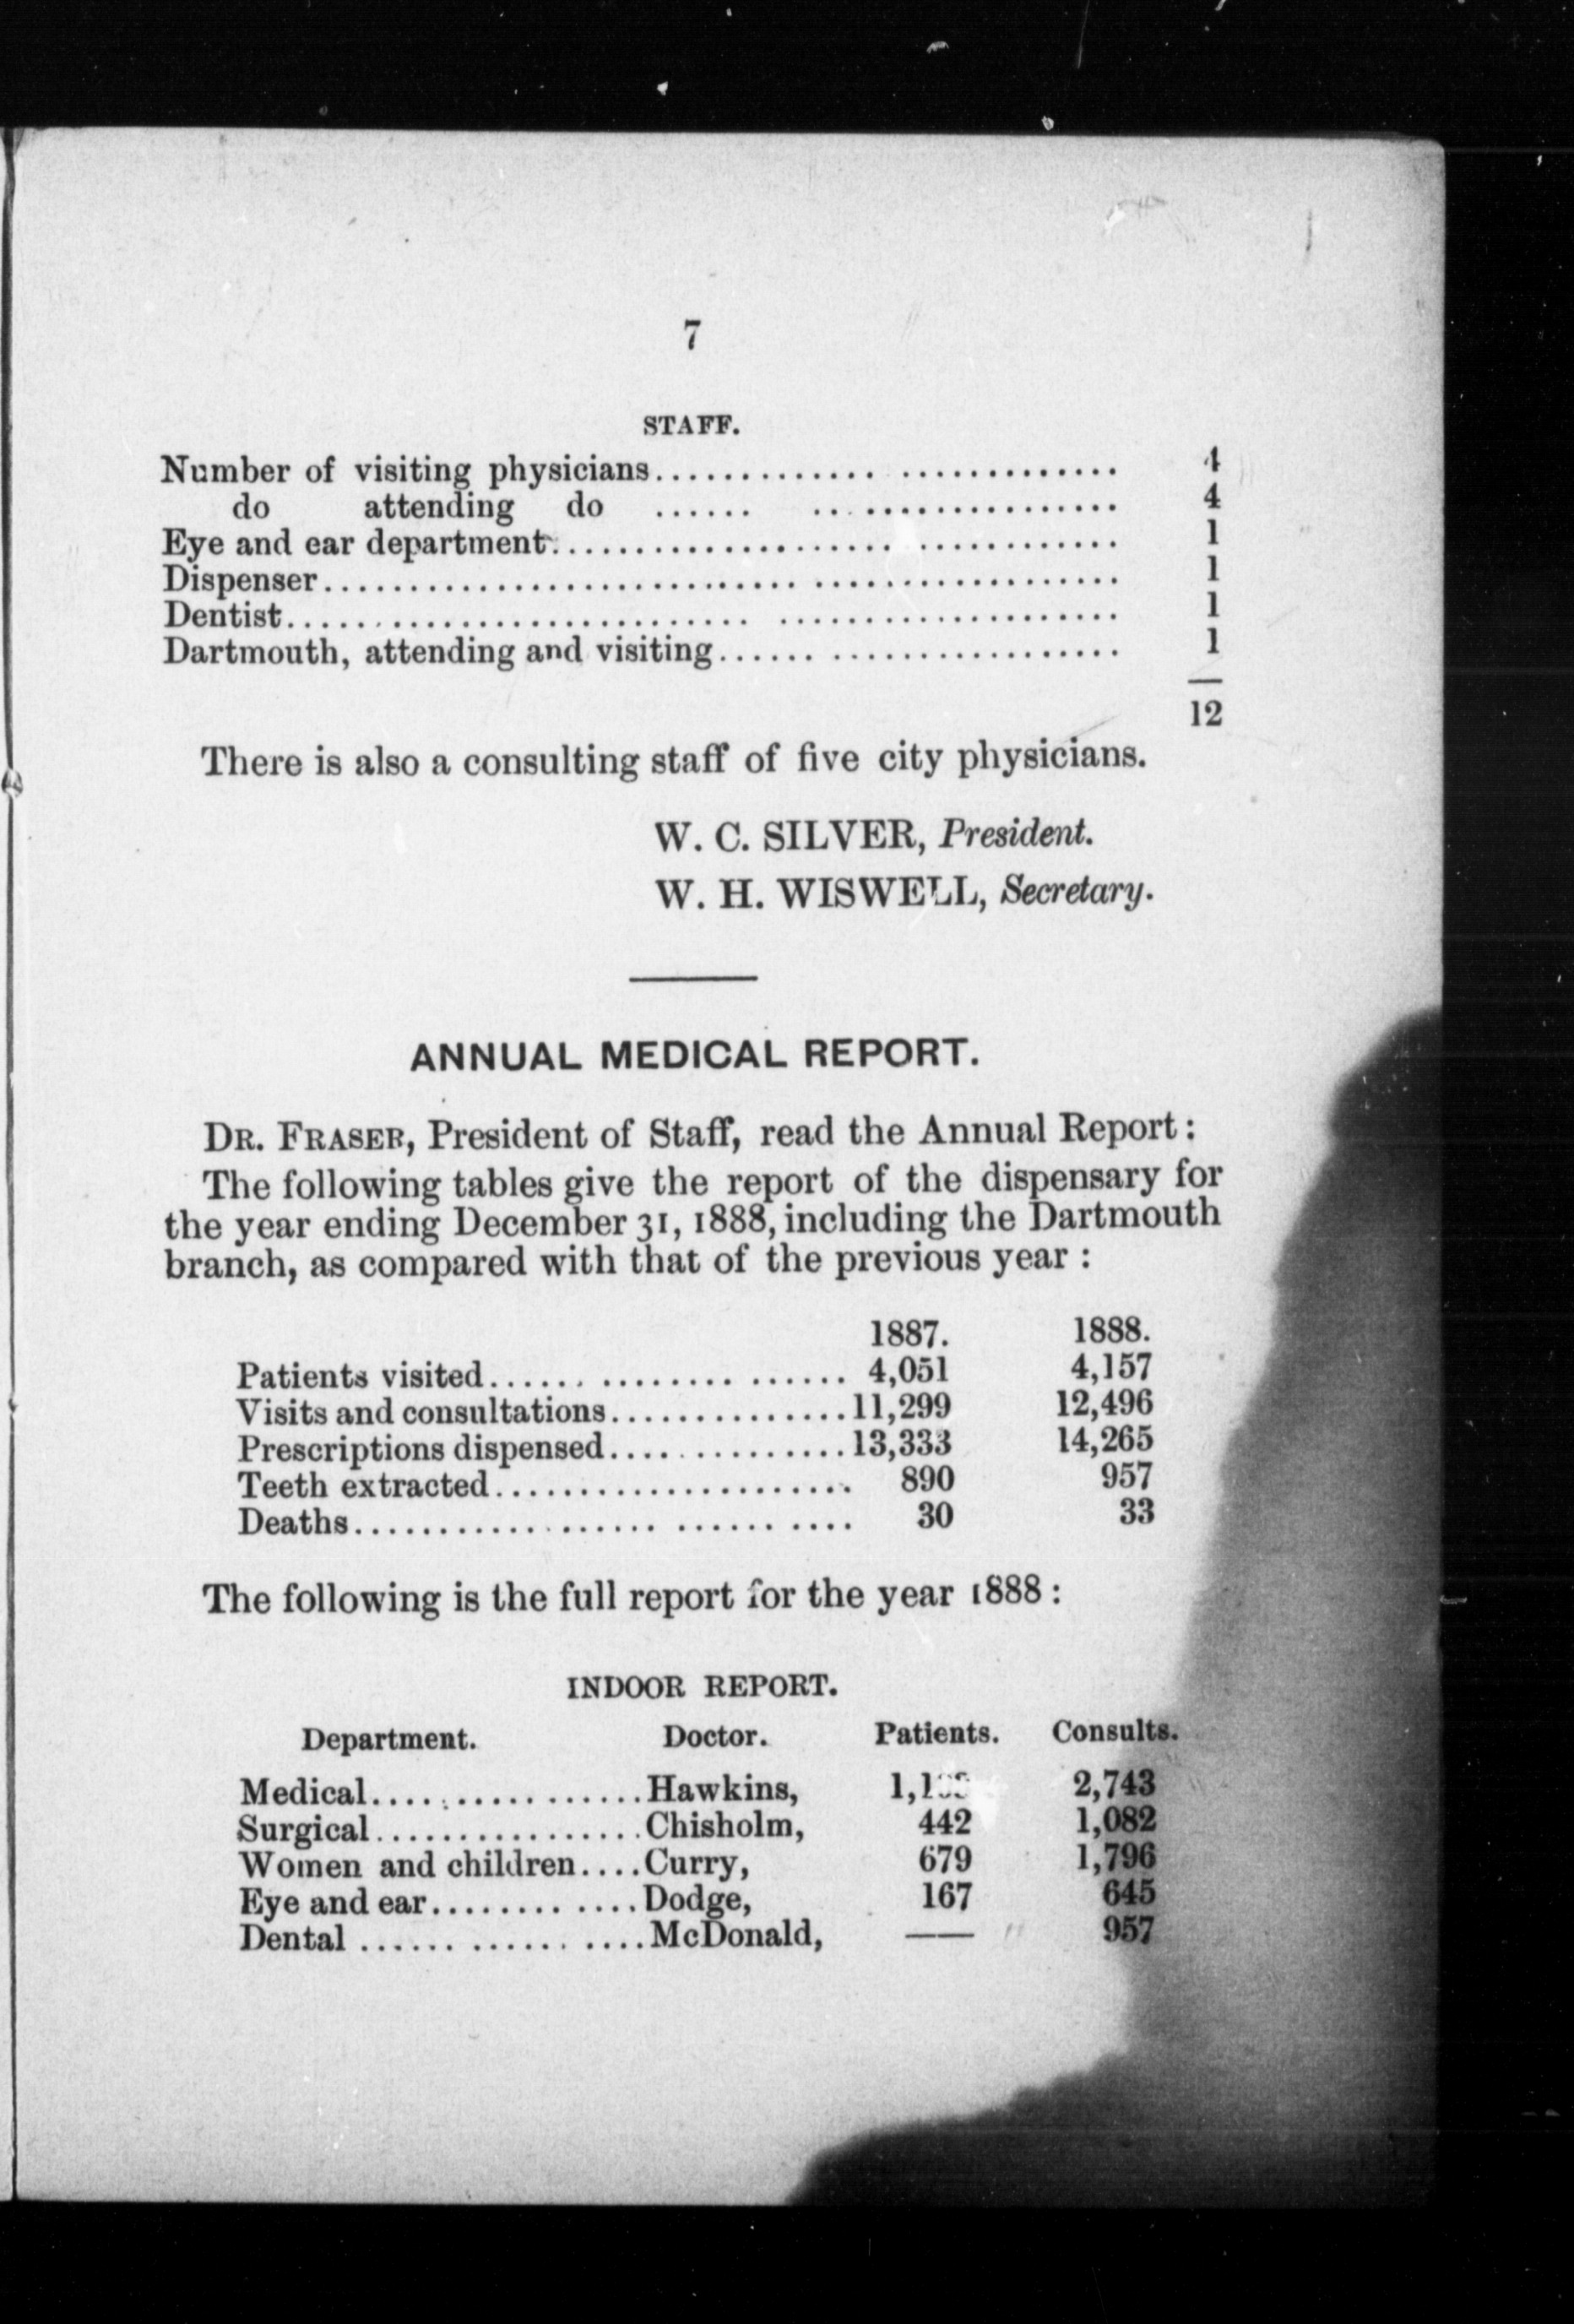 7
STAFF.
Number of visiting physicians.......................... 4
do attending do ...................... 4
Eye and ear department................................. 1
Dispenser.............................................. 1
Dentist................................................ 1
Dartmouth, attending and visiting...................... 1
12
There is also a consulting staff of five city physicians.
W. C. SILVER, President.
W. H. WISWELL, Secretary.
ANNUAL MEDICAL REPORT.
DR. FRASER, President of Staff, read the Annual Report:
The following tables give the report of the dispensary for
the year ending December 31, 1888, including the Dartmouth
branch, as compared with that of the previous year :
1887. 1888.
Patients visited..................... 4,051 4,157
Visits and consultations..............11,299 12,496
Prescriptions dispensed..............13,333 14,265
Teeth extracted..................... 890 957
Deaths............................. 30 33
The following is the full report for the year 1888 :
INDOOR REPORT.
Department. Doctor. Patients. Consults.
Medical.................Hawkins, 2,743
Surgical................Chisholm, 442 1,082
Women and children....Curry, 679 1,796
Eye and ear............Dodge, 167 645
Dental ................McDonald, —— 957